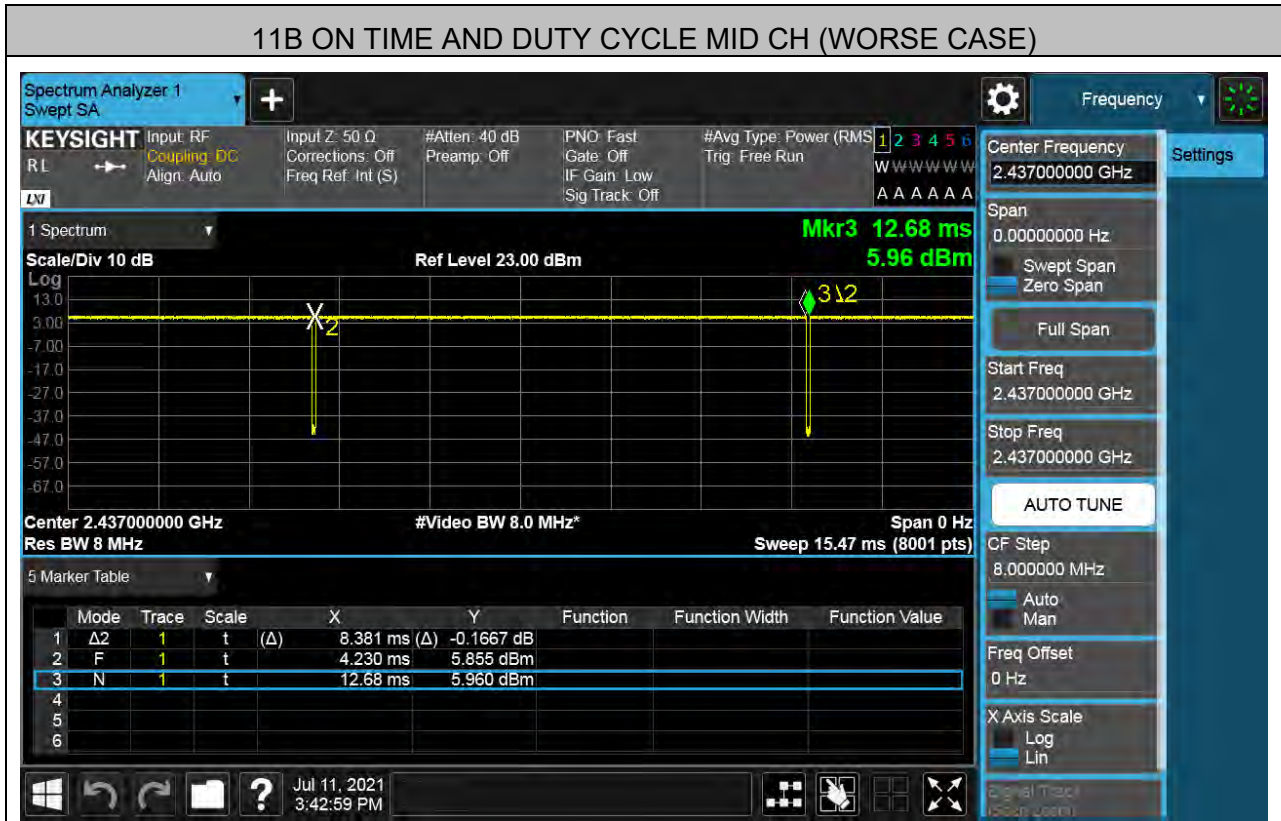 11B ON TIME AND DUTY CYCLE MID CH (WORSE CASE)
Spectrum Analyzer 1
Swept SA
Frequency
KEYSIGHT
RL
LXI
Input: RF
Coupling: DC
Align: Auto
Input Z: 50 Ω
Corrections: Off
Freq Ref: Int (S)
#Atten: 40 dB
Preamp: Off
PNO: Fast
Gate: Off
IF Gain: Low
Sig Track: Off
#Avg Type: Power (RMS
Trig: Free Run
1 2 3 4 5 6
W W W W W W
A A A A A A
1 Spectrum
Mkr3 12.68 ms
Scale/Div 10 dB
Ref Level 23.00 dBm
5.96 dBm
Log
13.0
3.00
-7.00
-17.0
-27.0
-37.0
-47.0
-57.0
-67.0
X2
3Δ2
Center 2.437000000 GHz
#Video BW 8.0 MHz*
Span 0 Hz
Res BW 8 MHz
Sweep 15.47 ms (8001 pts)
5 Marker Table
Mode Trace Scale X Y Function Function Width Function Value
1 Δ2 1 t (Δ) 8.381 ms (Δ) -0.1667 dB
2 F 1 t 4.230 ms 5.855 dBm
3 N 1 t 12.68 ms 5.960 dBm
4
5
6
?
Jul 11, 2021
3:42:59 PM
Center Frequency
2.437000000 GHz
Settings
Span
0.00000000 Hz
Swept Span
Zero Span
Full Span
Start Freq
2.437000000 GHz
Stop Freq
2.437000000 GHz
AUTO TUNE
CF Step
8.000000 MHz
Auto
Man
Freq Offset
0 Hz
X Axis Scale
Log
Lin